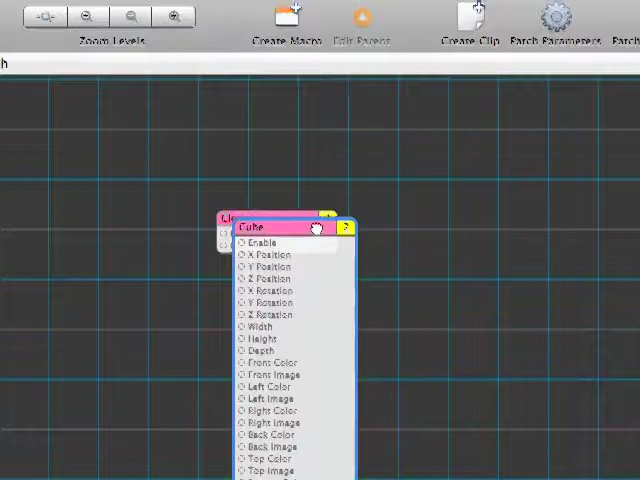 Zoom Levels
Create Macro
Edit Parent
Create Clip
Patch Parameters
Patch
h
Cube
2
Enable
X Position
Y Position
Z Position
X Rotation
Y Rotation
Z Rotation
Width
Height
Depth
Front Color
Front Image
Left Color
Left Image
Right Color
Right Image
Back Color
Back Image
Top Color
Top Image